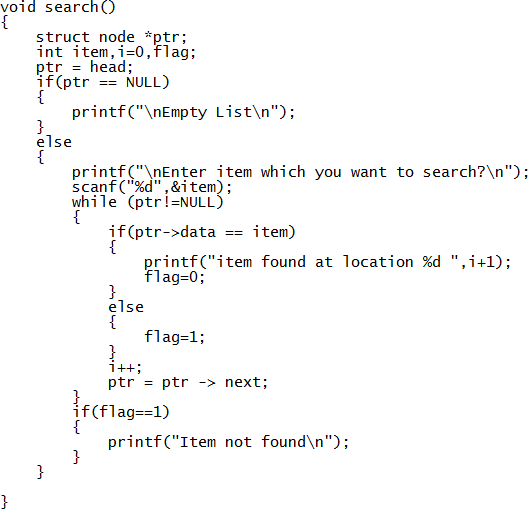 void search()
{
    struct node *ptr;
    int item,i=0,flag;
    ptr = head;
    if(ptr == NULL)
    {
        printf("\nEmpty List\n");
    }
    else
    {
        printf("\nEnter item which you want to search?\n");
        scanf("%d",&item);
        while (ptr!=NULL)
        {
            if(ptr->data == item)
            {
                printf("item found at location %d ",i+1);
                flag=0;
            }
            else
            {
                flag=1;
            }
            i++;
            ptr = ptr -> next;
        }
        if(flag==1)
        {
            printf("Item not found\n");
        }
    }

}